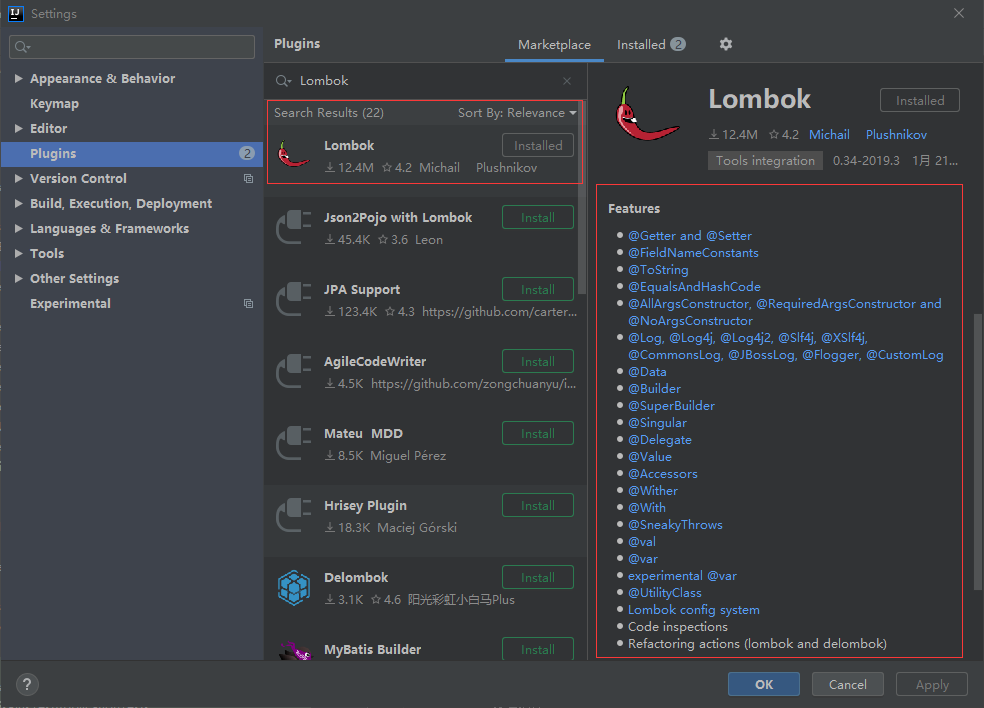 IJ
Settings
Appearance & Behavior
Keymap
Editor
Plugins 2
Version Control
Build, Execution, Deployment
Languages & Frameworks
Tools
Other Settings
Experimental
Plugins
Marketplace
Installed 2
Lombok
Search Results (22) Sort By: Relevance
Lombok Installed
12.4M 4.2 Michail Plushnikov
Json2Pojo with Lombok Install
45.4K 3.6 Leon
JPA Support Install
123.4K 4.3 https://github.com/carter...
AgileCodeWriter Install
4.5K https://github.com/zongchuanyu/i...
Mateu MDD Install
8.5K Miguel Pérez
Hrisey Plugin Install
18.3K Maciej Górski
Delombok Install
3.1K 4.6 阳光彩虹小白马Plus
MyBatis Builder Install
Lombok Installed
12.4M 4.2 Michail Plushnikov
Tools integration 0.34-2019.3 1月 21...
Features
@Getter and @Setter
@FieldNameConstants
@ToString
@EqualsAndHashCode
@AllArgsConstructor, @RequiredArgsConstructor and
@NoArgsConstructor
@Log, @Log4j, @Log4j2, @Slf4j, @XSlf4j,
@CommonsLog, @JBossLog, @Flogger, @CustomLog
@Data
@Builder
@SuperBuilder
@Singular
@Delegate
@Value
@Accessors
@Wither
@With
@SneakyThrows
@val
@var
experimental @var
@UtilityClass
Lombok config system
Code inspections
Refactoring actions (lombok and delombok)
?
OK
Cancel
Apply